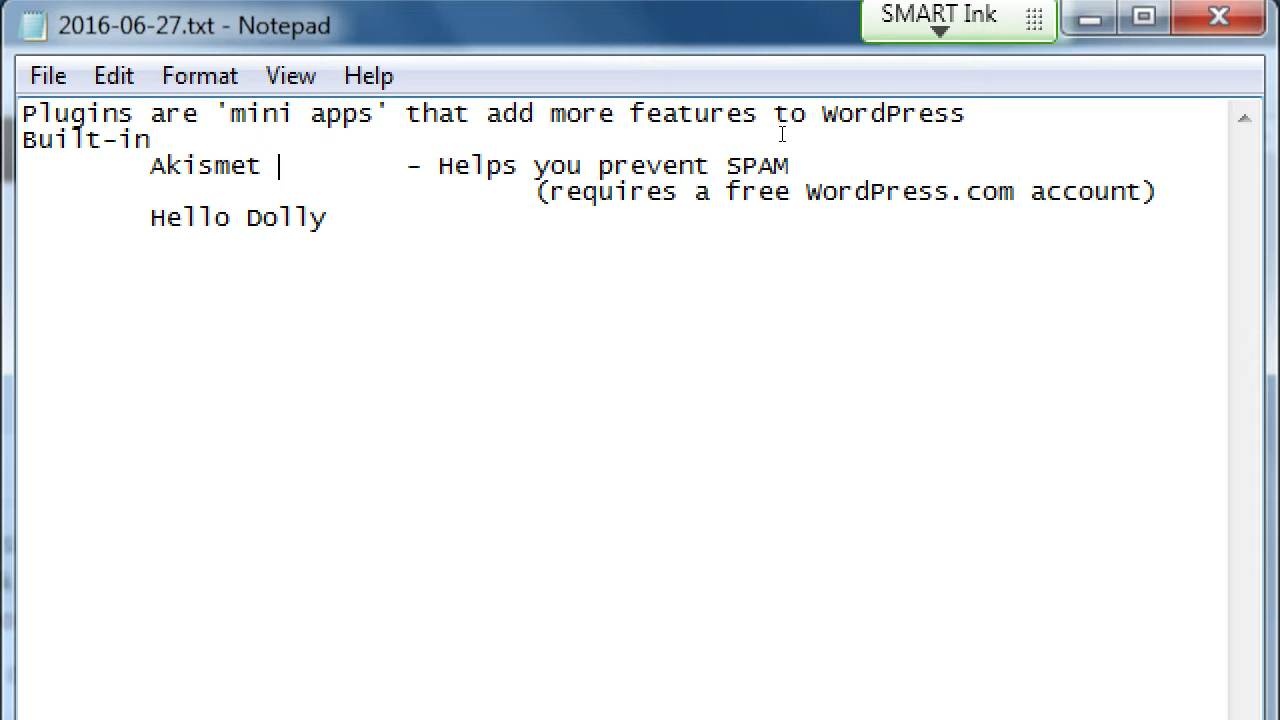 2016-06-27.txt - Notepad
SMART Ink
File Edit Format View Help
Plugins are 'mini apps' that add more features to WordPress
Built-in
Akismet - Helps you prevent SPAM
(requires a free WordPress.com account)
Hello Dolly